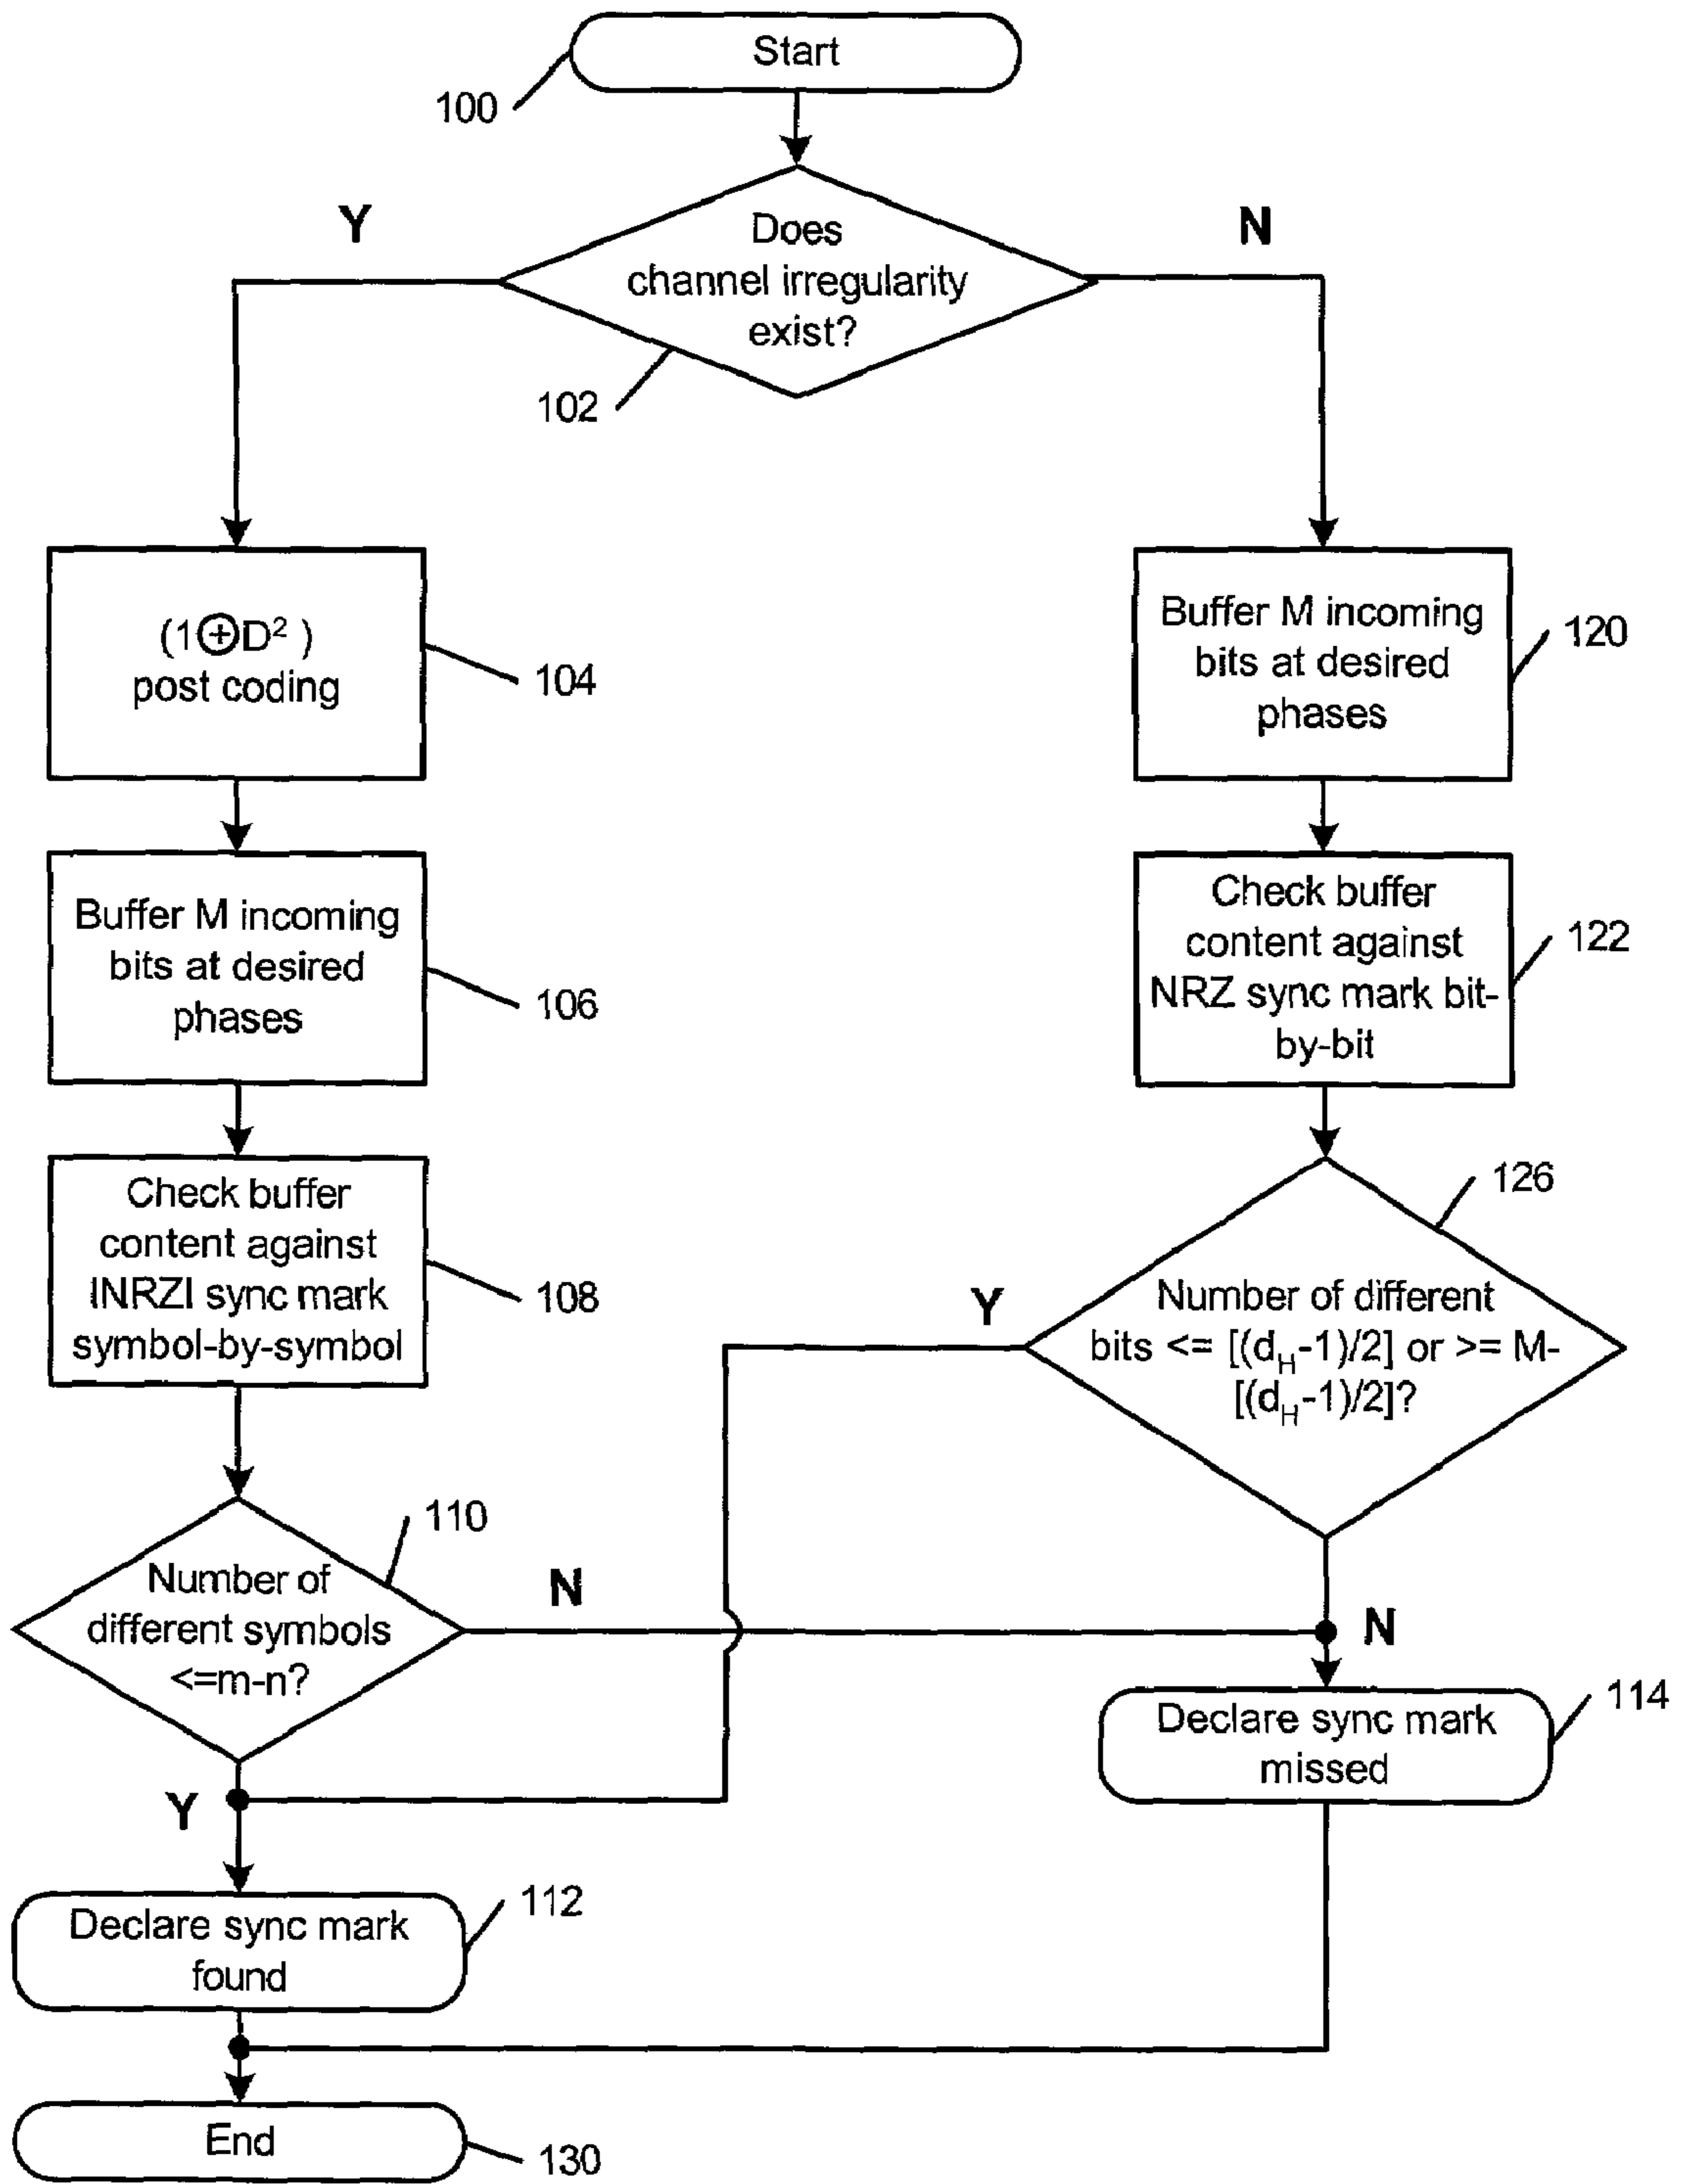 Start
100
Y
N
Does
channel irregularity
exist?
102
(1⊕D² )
post coding
104
Buffer M incoming
bits at desired
phases
120
Buffer M incoming
bits at desired
phases
106
Check buffer
content against
NRZ sync mark bit-
by-bit
122
Check buffer
content against
INRZI sync mark
symbol-by-symbol
108
126
Y
Number of different
bits <= [(d_H-1)/2] or >= M-
[(d_H-1)/2]?
110
Number of
different symbols
<=m-n?
N
N
Y
Declare sync mark
missed
114
Declare sync mark
found
112
End
130